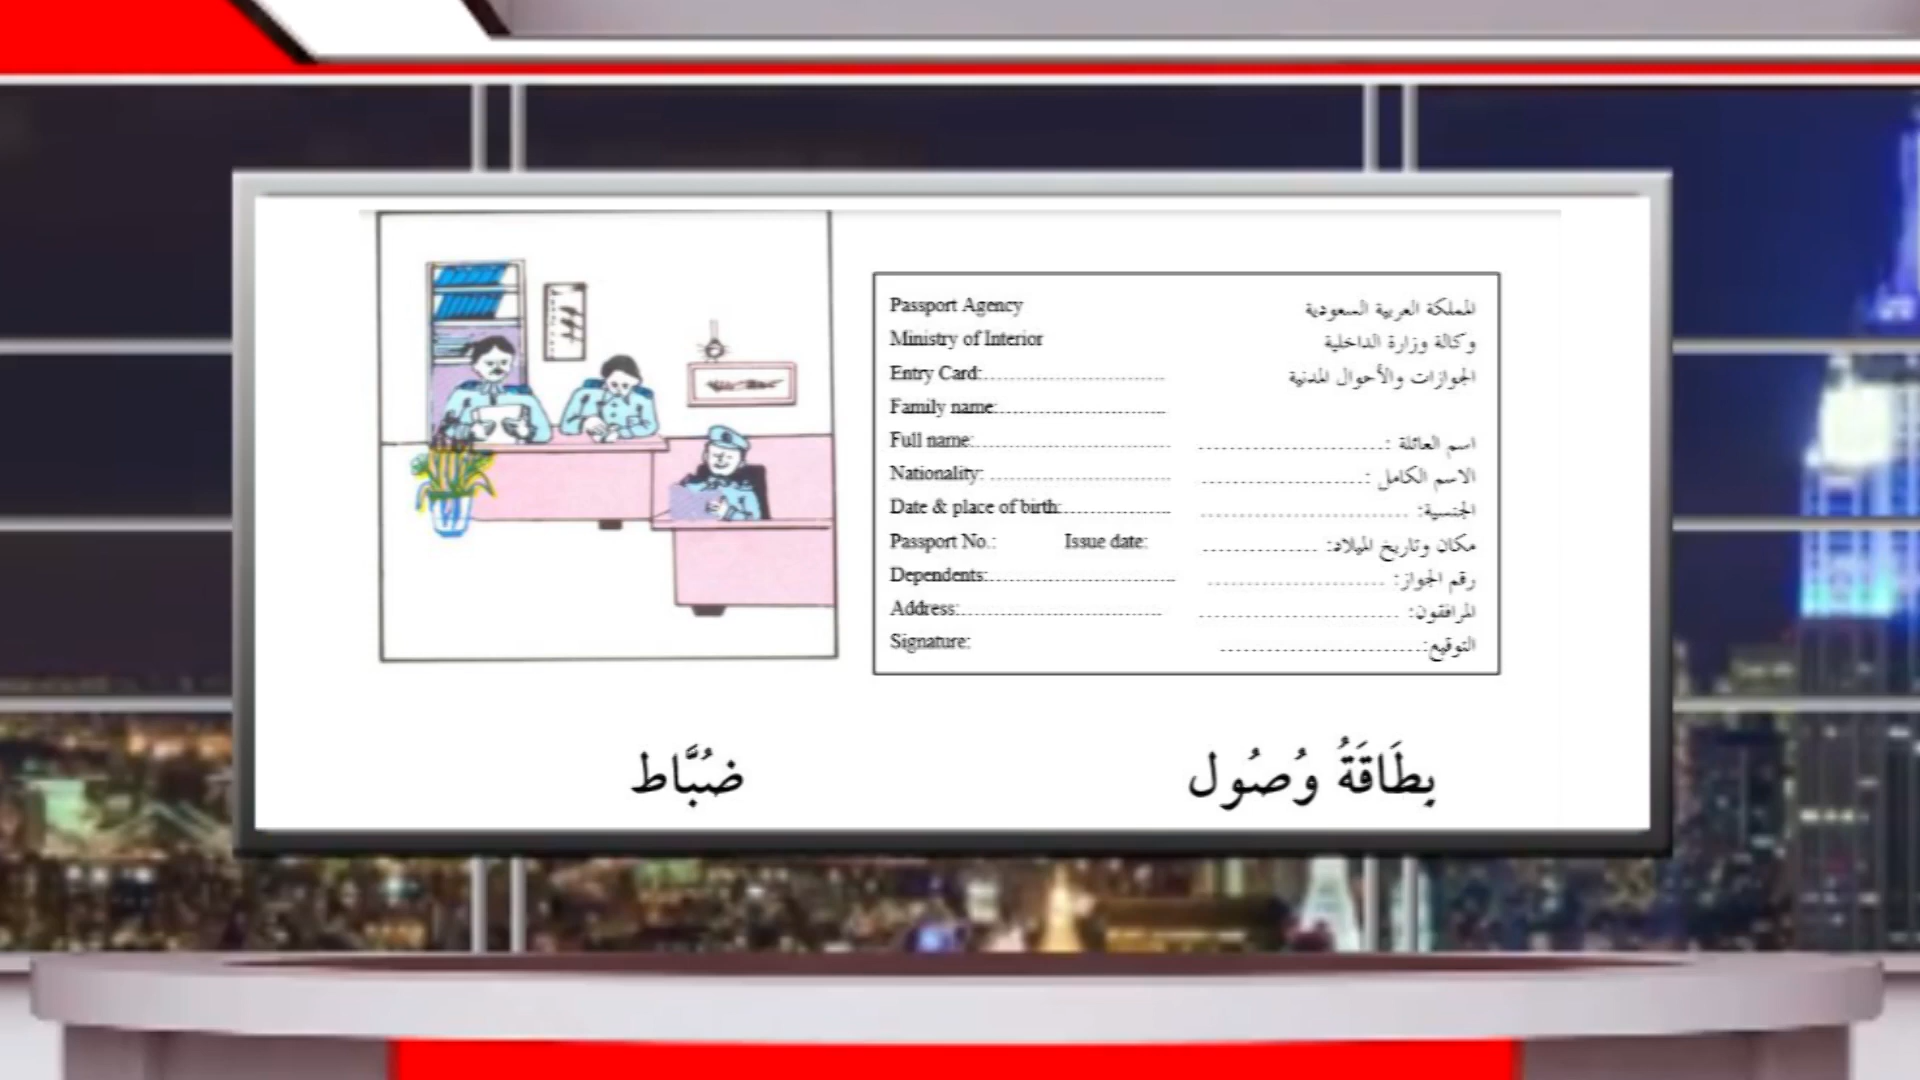 Passport Agency
المملكة العربية السعودية
Ministry of Interior
وكالة وزارة الداخلية
Entry Card:
الجوازات والأحوال المدنية
Family name:
Full name:
اسم العائلة :
Nationality:
الاسم الكامل :
Date & place of birth:
الجنسية:
Passport No.: Issue date:
مكان وتاريخ الميلاد:
Dependents:
رقم الجواز:
Address:
المرافقون:
Signature:
التوقيع:
بِطَاقَةُ وُصُول
ضُبَّاط